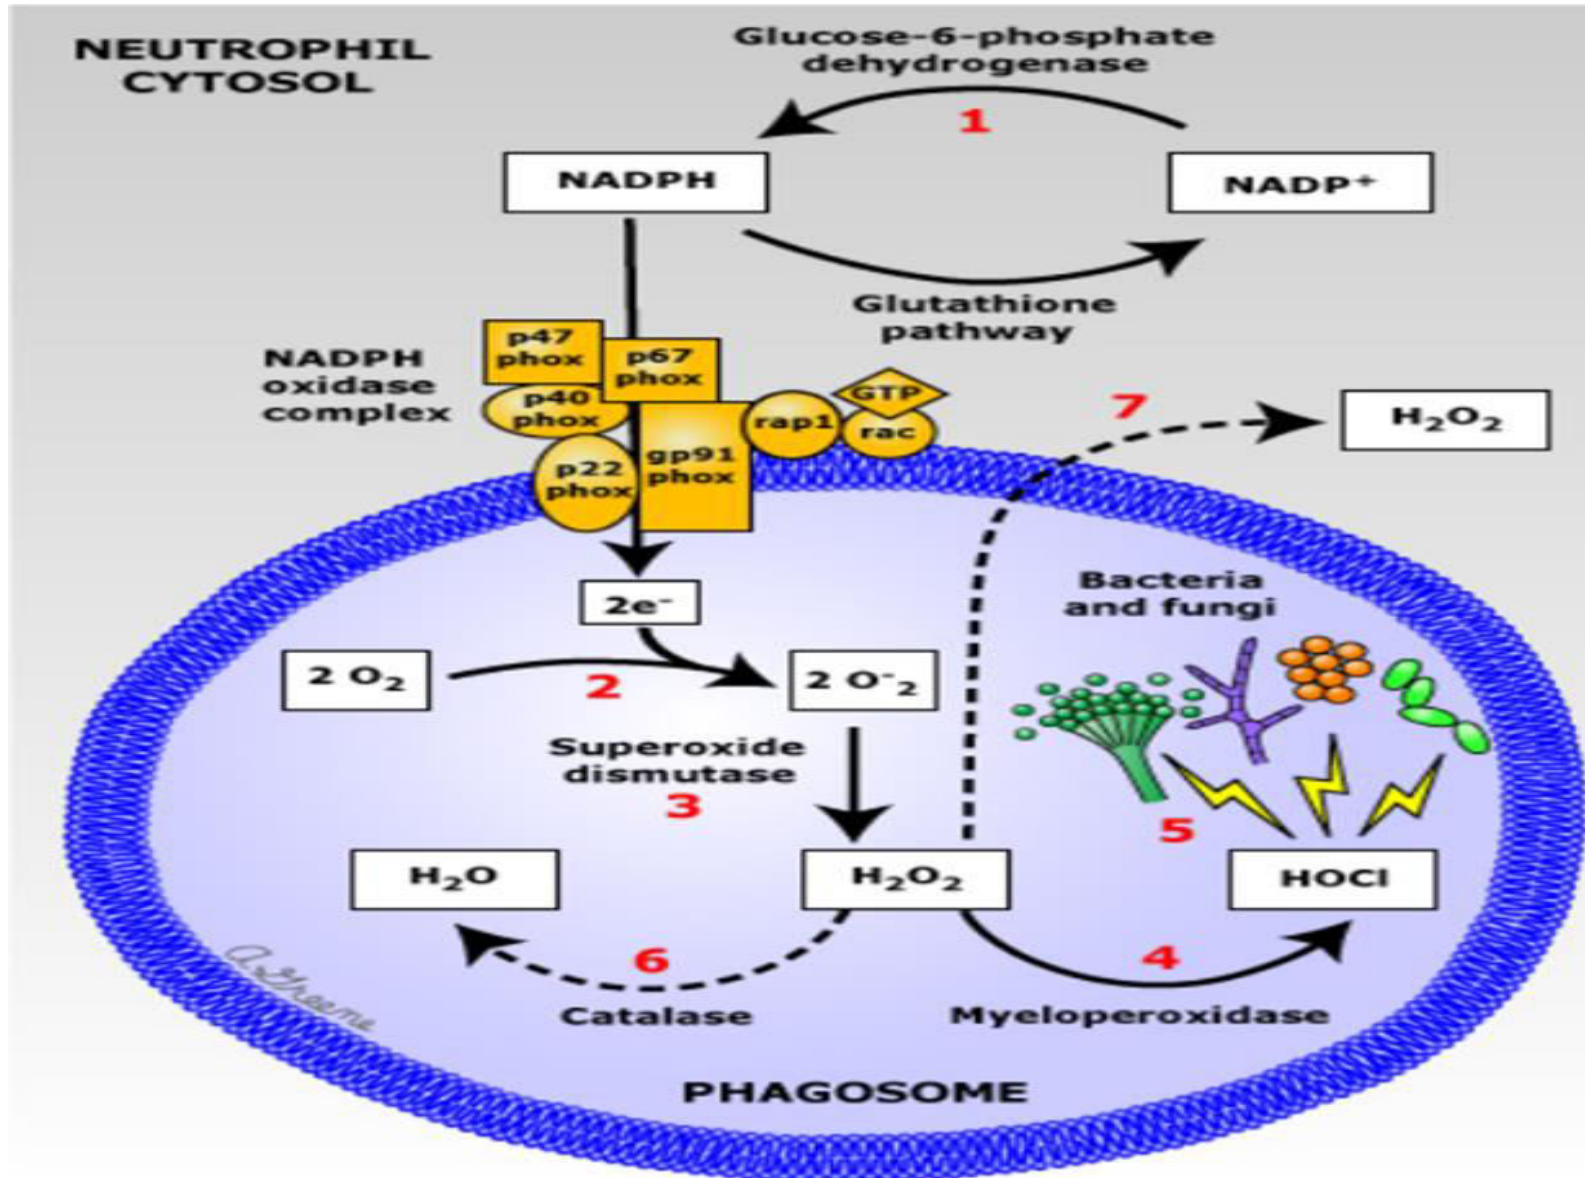 NEUTROPHIL
CYTOSOL
Glucose-6-phosphate
dehydrogenase
1
NADPH
NADP⁺
Glutathione
pathway
NADPH
oxidase
complex
p47
phox
p67
phox
p40
phox
p22
phox
gp91
phox
rap1
GTP
rac
7
H₂O₂
2e⁻
Bacteria
and fungi
2 O₂
2
2 O⁻₂
Superoxide
dismutase
3
5
H₂O
H₂O₂
HOCl
6
4
Catalase
Myeloperoxidase
A. Greene
PHAGOSOME